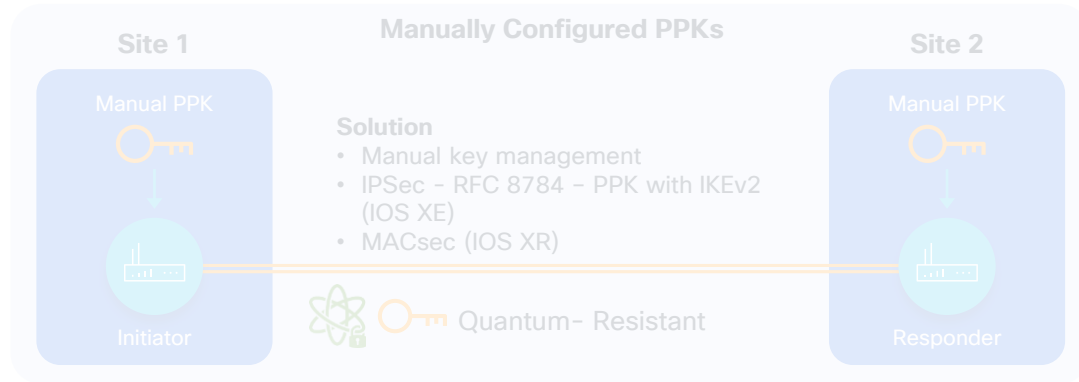 Manually Configured PPKs
Site 1
Site 2
Manual PPK
Manual PPK
Solution
• Manual key management
• IPSec - RFC 8784 – PPK with IKEv2
(IOS XE)
• MACsec (IOS XR)
Quantum- Resistant
Initiator
Responder